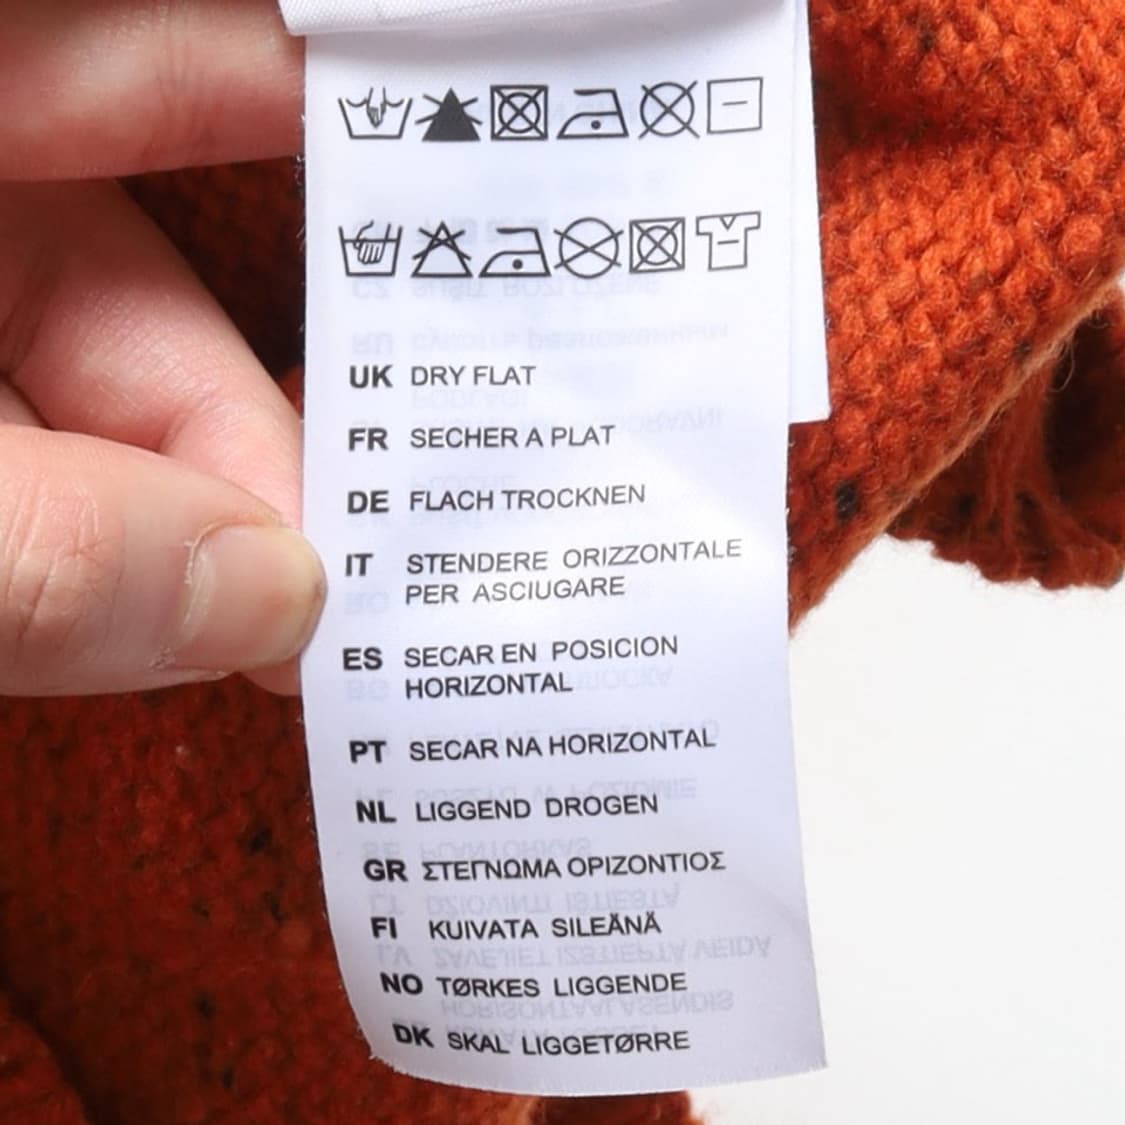 UK DRY FLAT
FR SECHER A PLAT
DE FLACH TROCKNEN
IT STENDERE ORIZZONTALE
PER ASCIUGARE
ES SECAR EN POSICION
HORIZONTAL
PT SECAR NA HORIZONTAL
NL LIGGEND DROGEN
GR ΣΤΕΓΝΩΜΑ ΟΡΙΖΟΝΤΙΟΣ
FI KUIVATA SILEÄNÄ
NO TØRKES LIGGENDE
DK SKAL LIGGETØRRE